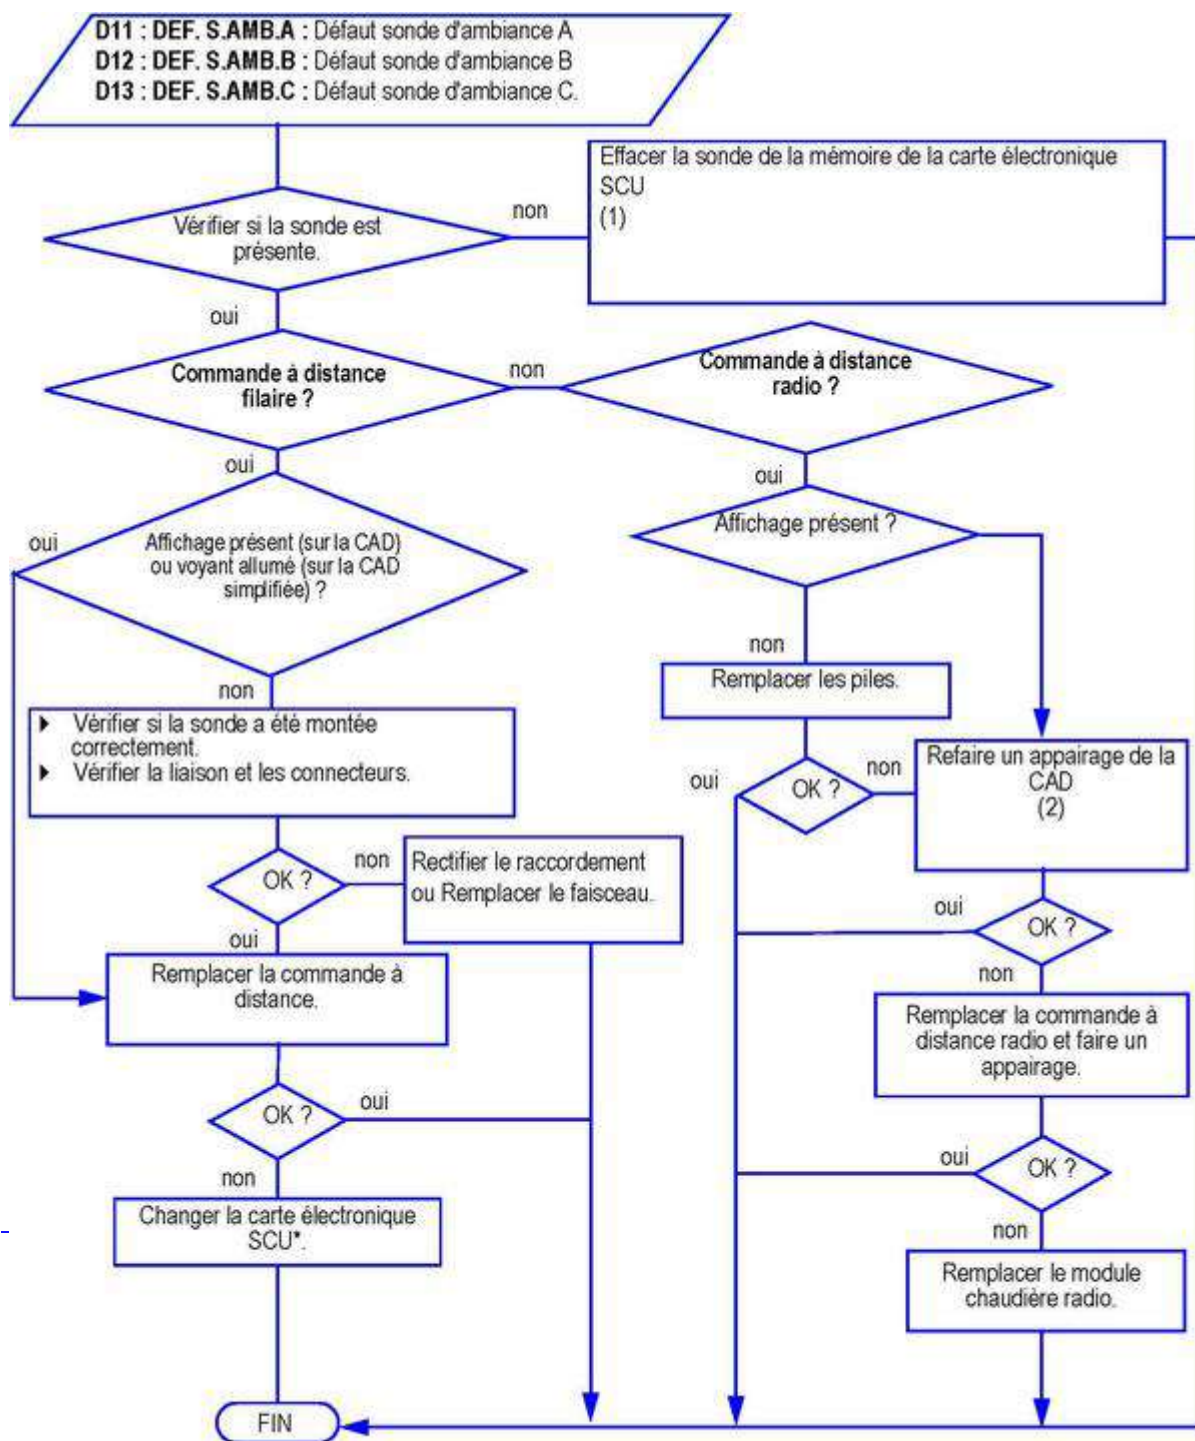 D11 : DEF. S.AMB.A : Défaut sonde d'ambiance A
D12 : DEF. S.AMB.B : Défaut sonde d'ambiance B
D13 : DEF. S.AMB.C : Défaut sonde d'ambiance C.
Vérifier si la sonde est
présente.
non
Effacer la sonde de la mémoire de la carte électronique
SCU
(1)
oui
Commande à distance
filaire ?
non
Commande à distance
radio ?
oui
oui
Affichage présent (sur la CAD)
ou voyant allumé (sur la CAD
simplifiée) ?
oui
Affichage présent ?
non
non
Vérifier si la sonde a été montée
correctement.
Vérifier la liaison et les connecteurs.
Remplacer les piles.
oui
OK ?
non
Refaire un appairage de la
CAD
(2)
OK ?
non
Rectifier le raccordement
ou Remplacer le faisceau.
oui
oui
OK ?
non
Remplacer la commande à
distance.
Remplacer la commande à
distance radio et faire un
appairage.
OK ?
oui
non
oui
OK ?
non
Changer la carte électronique
SCU*.
Remplacer le module
chaudière radio.
FIN